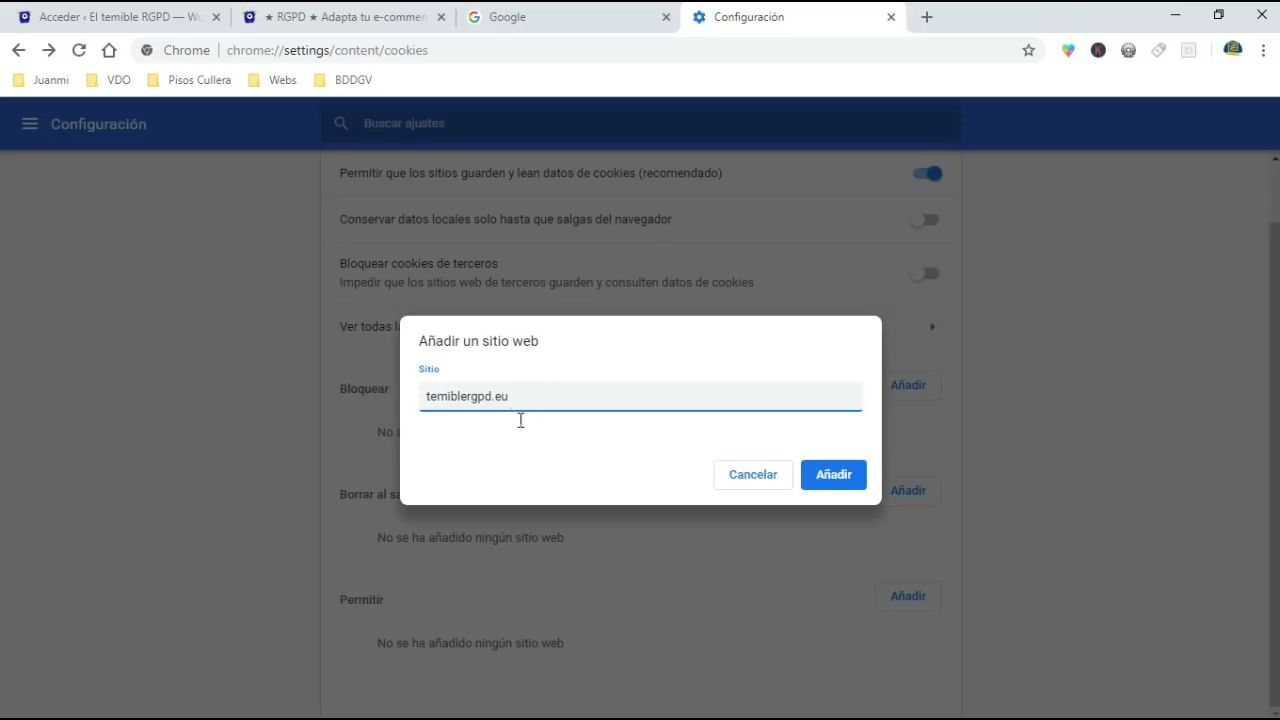 Acceder ‹ El temible RGPD — Wo
★ RGPD ★ Adapta tu e-commer
Google
Configuración
Chrome
chrome://settings/content/cookies
Juanmi
VDO
Pisos Cullera
Webs
BDDGV
Configuración
Buscar ajustes
Permitir que los sitios guarden y lean datos de cookies (recomendado)
Conservar datos locales solo hasta que salgas del navegador
Bloquear cookies de terceros
Impedir que los sitios web de terceros guarden y consulten datos de cookies
Ver todas l
Añadir un sitio web
Sitio
temiblergpd.eu
Cancelar
Añadir
Bloquear
Añadir
No s
Borrar al sa
Añadir
No se ha añadido ningún sitio web
Permitir
Añadir
No se ha añadido ningún sitio web